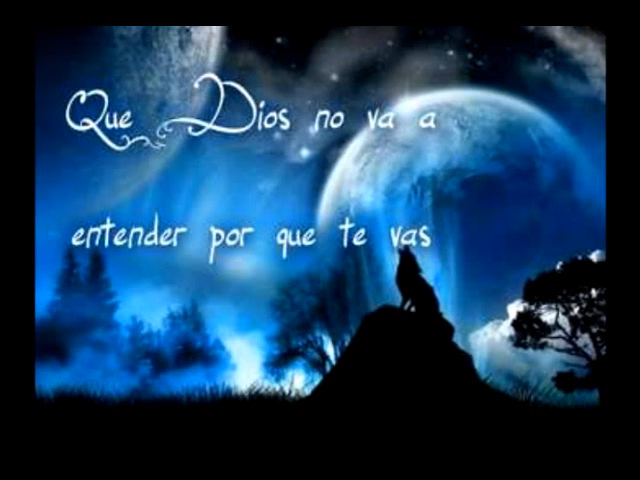 Que Dios no va a
entender por que te vas